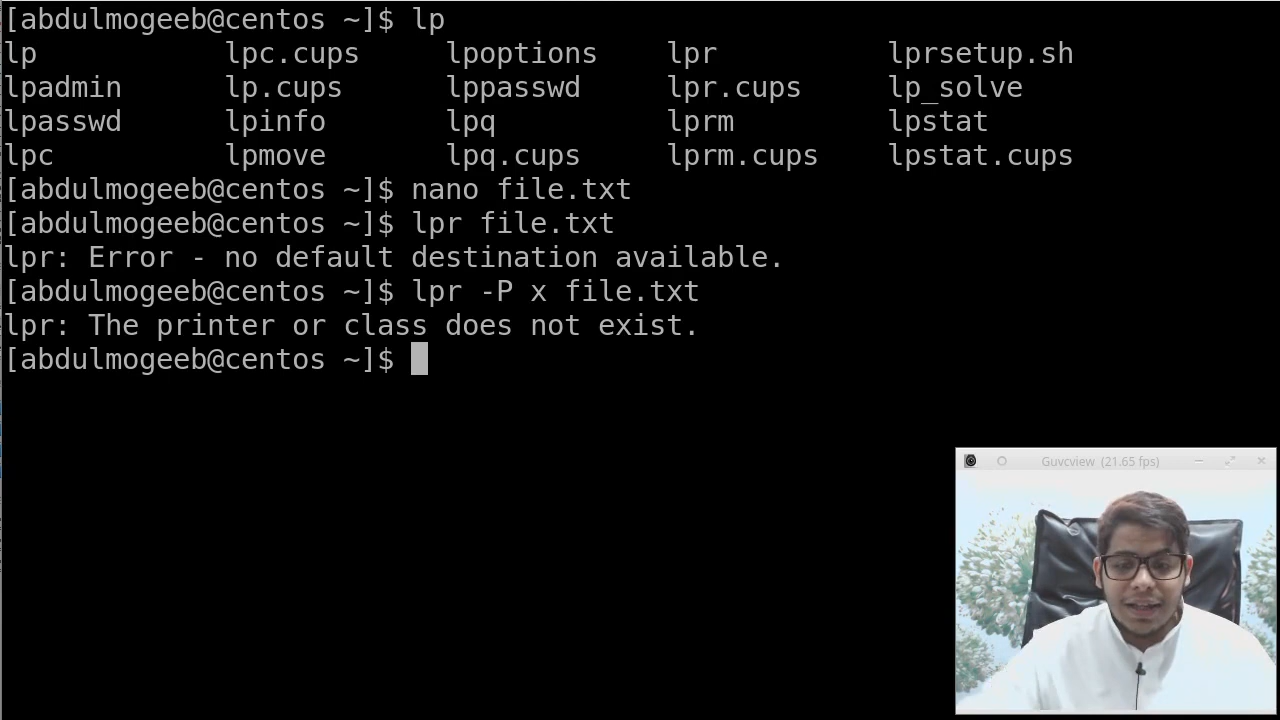 [abdulmogeeb@centos ~]$ lp
lp lpc.cups lpoptions lpr lprsetup.sh
lpadmin lp.cups lppasswd lpr.cups lp_solve
lpasswd lpinfo lpq lprm lpstat
lpc lpmove lpq.cups lprm.cups lpstat.cups
[abdulmogeeb@centos ~]$ nano file.txt
[abdulmogeeb@centos ~]$ lpr file.txt
lpr: Error - no default destination available.
[abdulmogeeb@centos ~]$ lpr -P x file.txt
lpr: The printer or class does not exist.
[abdulmogeeb@centos ~]$
Guvcview (21.65 fps)